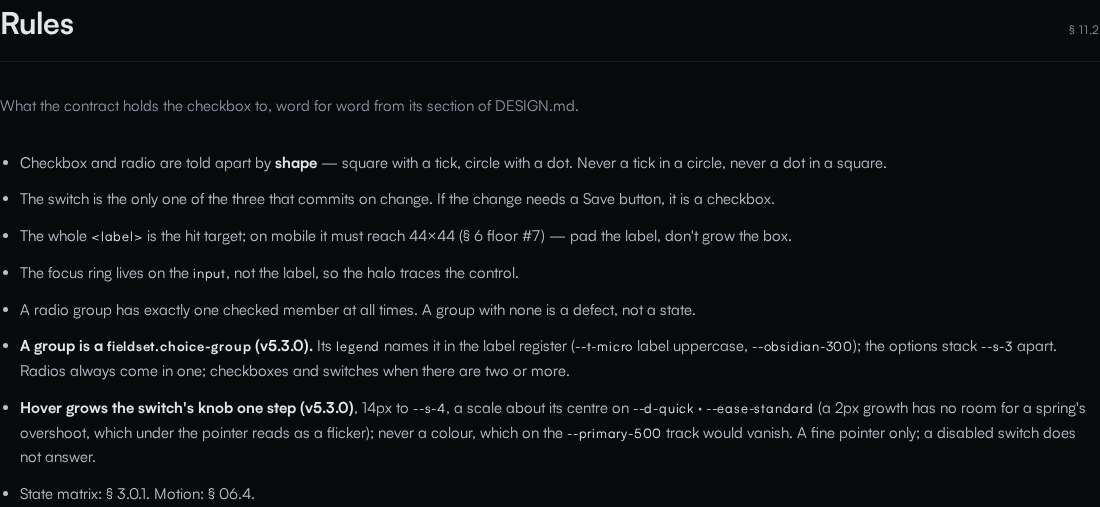 Rules
§ 11.2
What the contract holds the checkbox to, word for word from its section of DESIGN.md.
• Checkbox and radio are told apart by shape — square with a tick, circle with a dot. Never a tick in a circle, never a dot in a square.
• The switch is the only one of the three that commits on change. If the change needs a Save button, it is a checkbox.
• The whole <label> is the hit target; on mobile it must reach 44×44 (§ 6 floor #7) — pad the label, don't grow the box.
• The focus ring lives on the input, not the label, so the halo traces the control.
• A radio group has exactly one checked member at all times. A group with none is a defect, not a state.
• A group is a fieldset.choice-group (v5.3.0). Its legend names it in the label register (--t-micro label uppercase, --obsidian-300); the options stack --s-3 apart.
Radios always come in one; checkboxes and switches when there are two or more.
• Hover grows the switch's knob one step (v5.3.0), 14px to --s-4, a scale about its centre on --d-quick · --ease-standard (a 2px growth has no room for a spring's
overshoot, which under the pointer reads as a flicker); never a colour, which on the --primary-500 track would vanish. A fine pointer only; a disabled switch does
not answer.
• State matrix: § 3.0.1. Motion: § 06.4.